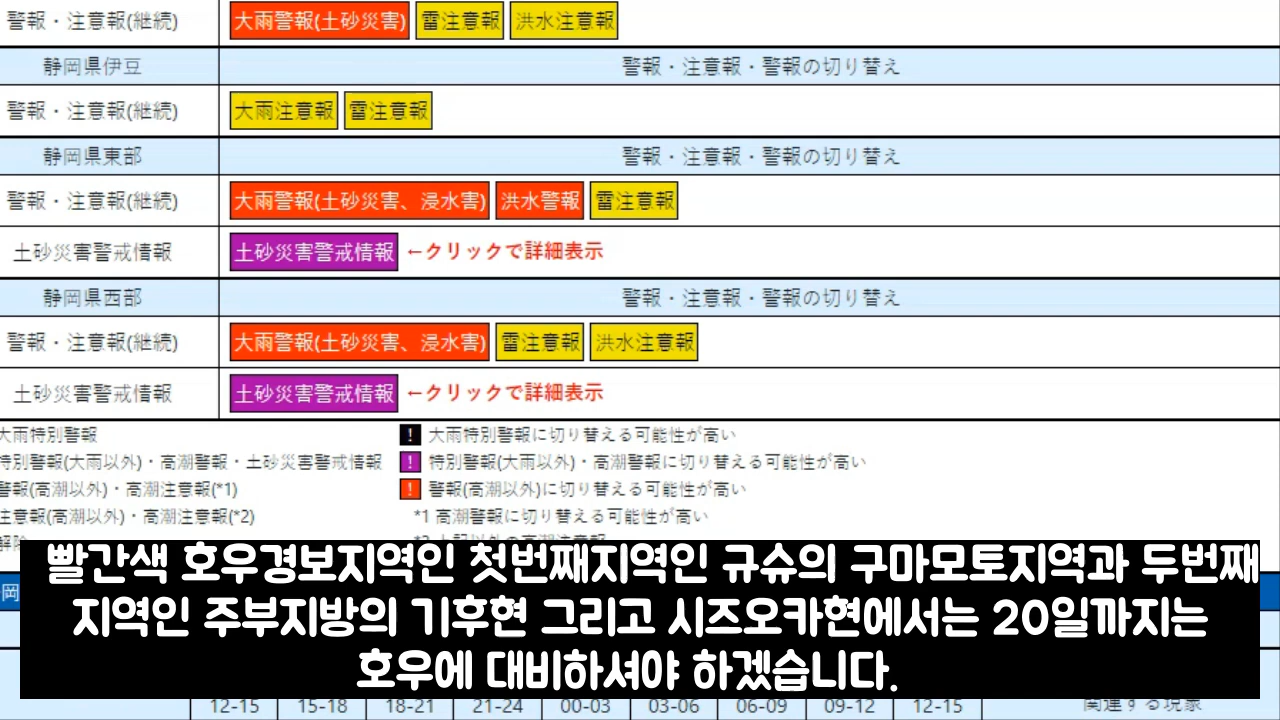 警報・注意報(継続) 大雨警報(土砂災害) 雷注意報 洪水注意報
静岡県伊豆 警報・注意報・警報の切り替え
警報・注意報(継続) 大雨注意報 雷注意報
静岡県東部 警報・注意報・警報の切り替え
警報・注意報(継続) 大雨警報(土砂災害、浸水害) 洪水警報 雷注意報
土砂災害警戒情報 土砂災害警戒情報 ←クリックで詳細表示
静岡県西部 警報・注意報・警報の切り替え
警報・注意報(継続) 大雨警報(土砂災害、浸水害) 雷注意報 洪水注意報
土砂災害警戒情報 土砂災害警戒情報 ←クリックで詳細表示
大雨特別警報 ! 大雨特別警報に切り替える可能性が高い
特別警報(大雨以外)・高潮警報・土砂災害警戒情報 ! 特別警報(大雨以外)・高潮警報に切り替える可能性が高い
警報(高潮以外)・高潮注意報(*1) ! 警報(高潮以外)に切り替える可能性が高い
注意報(高潮以外)・高潮注意報(*2) *1 高潮警報に切り替える可能性が高い
解除
빨간색 호우경보지역인 첫번째지역인 규슈의 구마모토지역과 두번째
지역인 주부지방의 기후현 그리고 시즈오카현에서는 20일까지는
호우에 대비하셔야 하겠습니다.
12-15 15-18 18-21 21-24 00-03 03-06 06-09 09-12 12-15 関連する現象